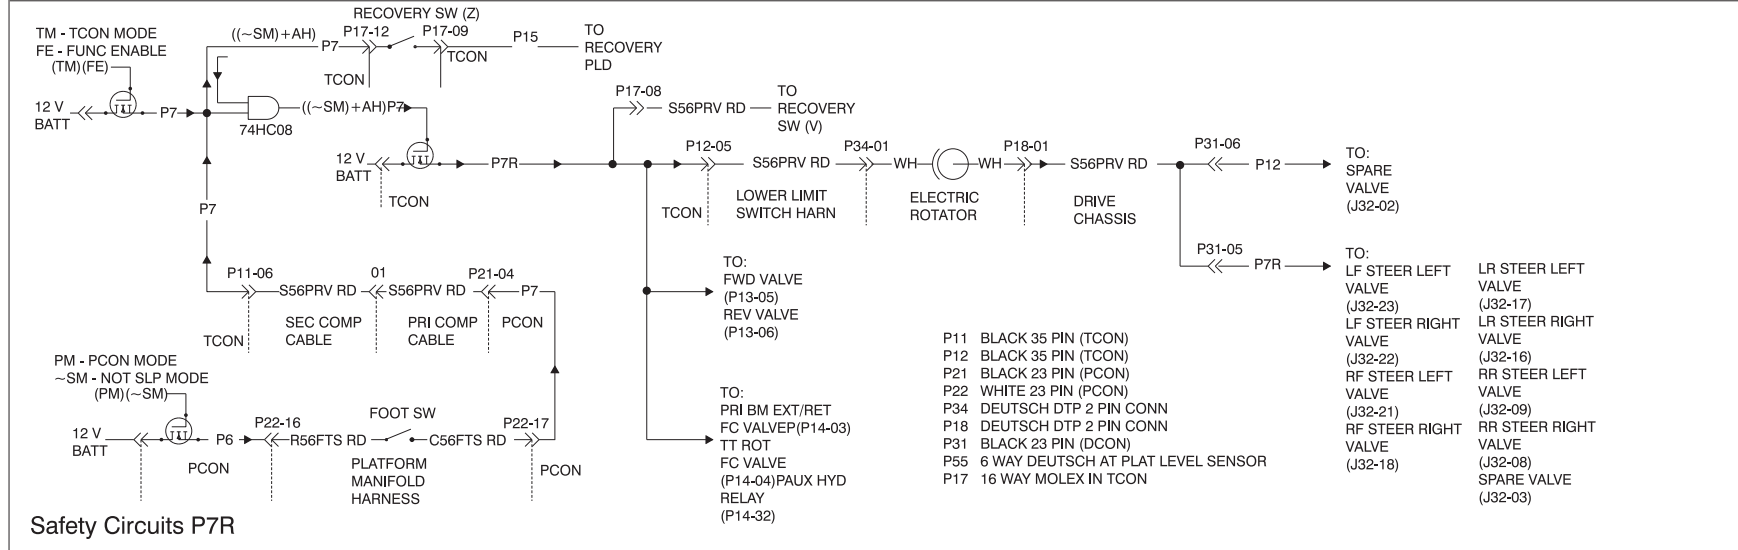 RECOVERY SW (Z)
TM - TCON MODE
FE - FUNC ENABLE
(TM)(FE)
((~SM)+AH)
P7
P17-12
P17-09
P15
TO
RECOVERY
PLD
TCON
TCON
12 V
BATT
P7
74HC08
((~SM)+AH)P7
P17-08
S56PRV RD
TO
RECOVERY
SW (V)
12 V
BATT
TCON
P7R
P12-05
S56PRV RD
P34-01
WH
WH
P18-01
S56PRV RD
P31-06
P12
TO:
SPARE
VALVE
(J32-02)
TCON
LOWER LIMIT
SWITCH HARN
ELECTRIC
ROTATOR
DRIVE
CHASSIS
P7
P31-05
P7R
TO:
LF STEER LEFT
VALVE
(J32-23)
LF STEER RIGHT
VALVE
(J32-22)
RF STEER LEFT
VALVE
(J32-21)
RF STEER RIGHT
VALVE
(J32-18)
LR STEER LEFT
VALVE
(J32-17)
LR STEER RIGHT
VALVE
(J32-16)
RR STEER LEFT
VALVE
(J32-09)
RR STEER RIGHT
VALVE
(J32-08)
SPARE VALVE
(J32-03)
P11-06
S56PRV RD
01
S56PRV RD
P21-04
P7
TCON
SEC COMP
CABLE
PRI COMP
CABLE
PCON
TO:
FWD VALVE
(P13-05)
REV VALVE
(P13-06)
PM - PCON MODE
~SM - NOT SLP MODE
(PM)(~SM)
12 V
BATT
P6
PCON
P22-16
R56FTS RD
FOOT SW
C56FTS RD
P22-17
PCON
PLATFORM
MANIFOLD
HARNESS
TO:
PRI BM EXT/RET
FC VALVEP(P14-03)
TT ROT
FC VALVE
(P14-04)PAUX HYD
RELAY
(P14-32)
P11 BLACK 35 PIN (TCON)
P12 BLACK 35 PIN (TCON)
P21 BLACK 23 PIN (PCON)
P22 WHITE 23 PIN (PCON)
P34 DEUTSCH DTP 2 PIN CONN
P18 DEUTSCH DTP 2 PIN CONN
P31 BLACK 23 PIN (DCON)
P55 6 WAY DEUTSCH AT PLAT LEVEL SENSOR
P17 16 WAY MOLEX IN TCON
Safety Circuits P7R